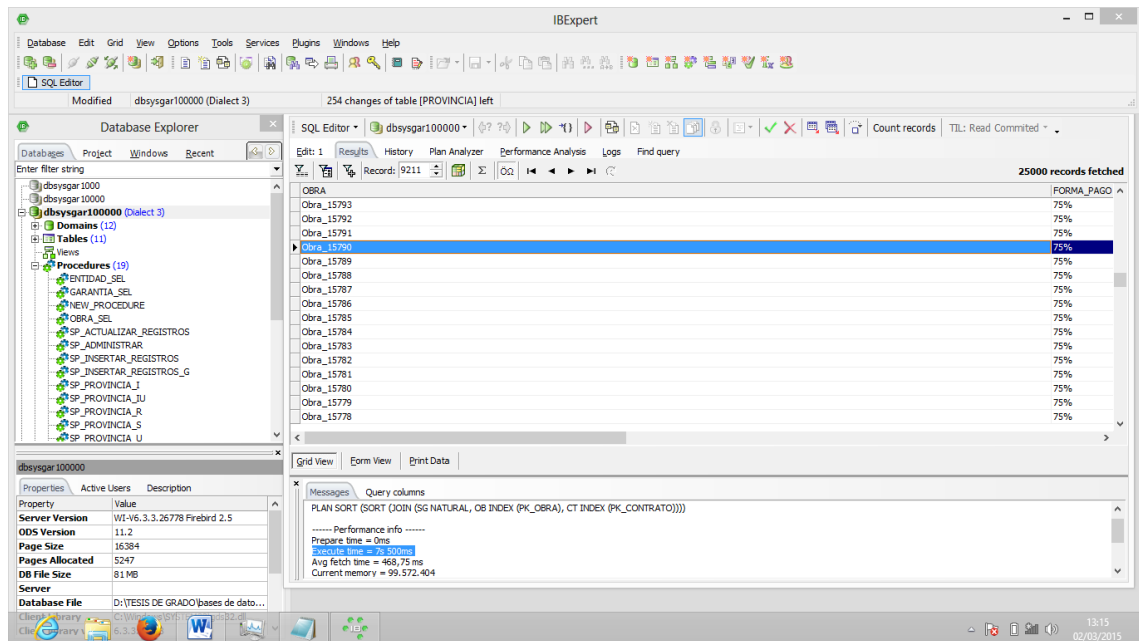 IBExpert
Database Edit Grid View Options Tools Services Plugins Windows Help
SQL Editor
Modified dbsysgar100000 (Dialect 3) 254 changes of table [PROVINCIA] left
Database Explorer
Databases Project Windows Recent
Enter filter string
dbsysgar1000
dbsysgar10000
dbsysgar100000 (Dialect 3)
Domains (12)
Tables (11)
Views
Procedures (19)
ENTIDAD_SEL
GARANTIA_SEL
NEW_PROCEDURE
OBRA_SEL
SP_ACTUALIZAR_REGISTROS
SP_ADMINISTRAR
SP_INSERTAR_REGISTROS
SP_INSERTAR_REGISTROS_G
SP_PROVINCIA_I
SP_PROVINCIA_IU
SP_PROVINCIA_R
SP_PROVINCIA_S
SP_PROVINCIA_U
dbsysgar100000
Properties Active Users Description
Property Value
Server Version WI-V6.3.3.26778 Firebird 2.5
ODS Version 11.2
Page Size 16384
Pages Allocated 5247
DB File Size 81 MB
Server
Database File D:\TESIS DE GRADO\bases de dato...
SQL Editor dbsysgar100000 Count records TIL: Read Commited
Edit: 1 Results History Plan Analyzer Performance Analysis Logs Find query
Record: 9211 25000 records fetched
OBRA FORMA_PAGO
Obra_15793 75%
Obra_15792 75%
Obra_15791 75%
Obra_15790 75%
Obra_15789 75%
Obra_15788 75%
Obra_15787 75%
Obra_15786 75%
Obra_15785 75%
Obra_15784 75%
Obra_15783 75%
Obra_15782 75%
Obra_15781 75%
Obra_15780 75%
Obra_15779 75%
Obra_15778 75%
Grid View Form View Print Data
Messages Query columns
PLAN SORT (SORT (JOIN (SG NATURAL, OB INDEX (PK_OBRA), CT INDEX (PK_CONTRATO))))
------ Performance info ------
Prepare time = 0ms
Execute time = 7s 500ms
Avg fetch time = 468,75 ms
Current memory = 99.572.404
13:15
02/03/2015